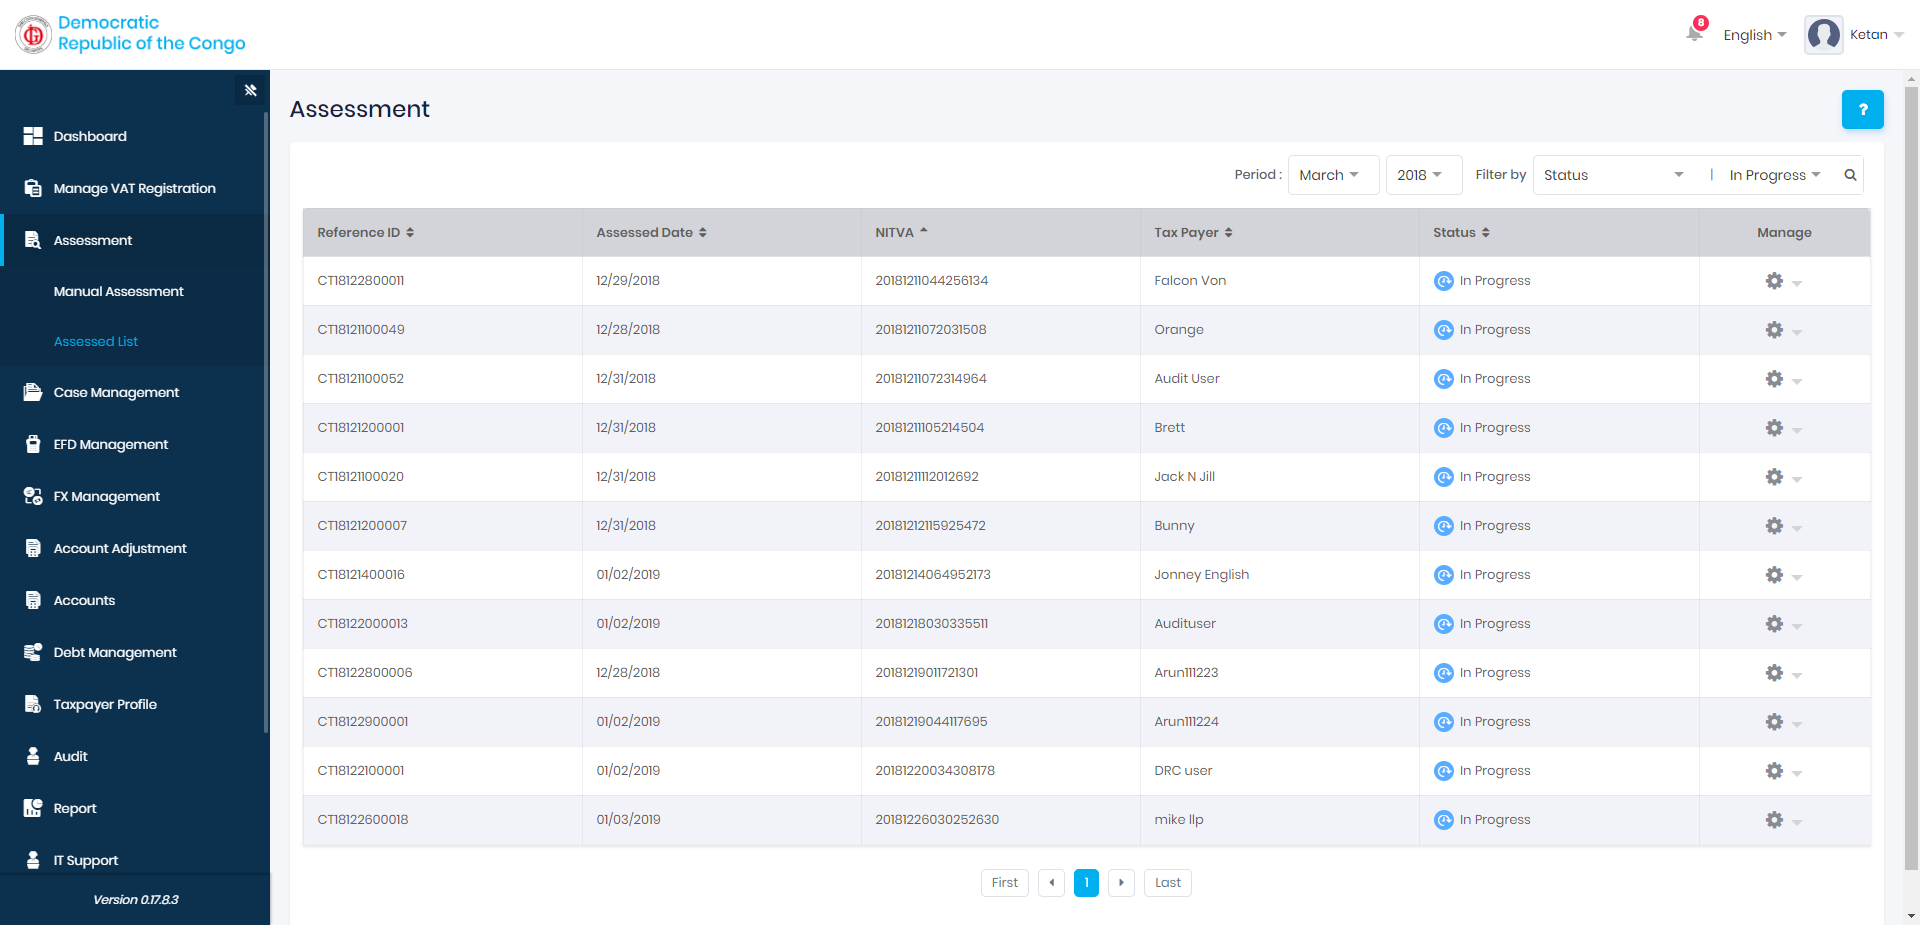 Democratic
Republic of the Congo
8
English
Ketan
Dashboard
Manage VAT Registration
Assessment
Manual Assessment
Assessed List
Case Management
EFD Management
FX Management
Account Adjustment
Accounts
Debt Management
Taxpayer Profile
Audit
Report
IT Support
Version 0.17.8.3
Assessment
?
Period : March 2018 Filter by Status | In Progress
Reference ID Assessed Date NITVA Tax Payer Status Manage
CT18122800011 12/29/2018 20181211044256134 Falcon Von In Progress
CT18121100049 12/28/2018 20181211072031508 Orange In Progress
CT18121100052 12/31/2018 20181211072314964 Audit User In Progress
CT18121200001 12/31/2018 20181211105214504 Brett In Progress
CT18121100020 12/31/2018 20181211112012692 Jack N Jill In Progress
CT18121200007 12/31/2018 20181212115925472 Bunny In Progress
CT18121400016 01/02/2019 20181214064952173 Jonney English In Progress
CT18122000013 01/02/2019 20181218030335511 Audituser In Progress
CT18122800006 12/28/2018 20181219011721301 Arun111223 In Progress
CT18122900001 01/02/2019 20181219044117695 Arun111224 In Progress
CT18122100001 01/02/2019 20181220034308178 DRC user In Progress
CT18122600018 01/03/2019 20181226030252630 mike llp In Progress
First 1 Last